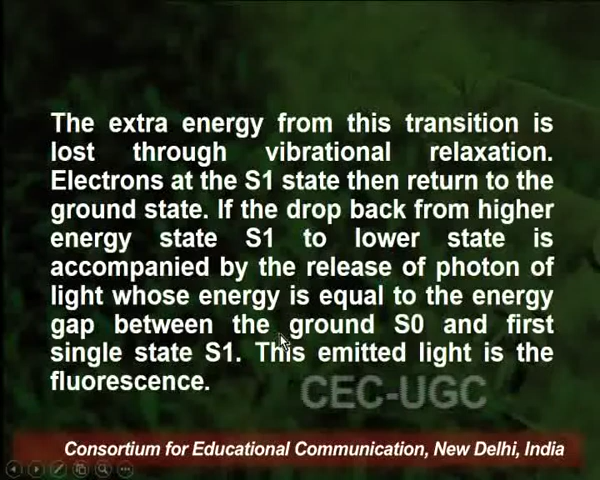 The extra energy from this transition is
lost through vibrational relaxation.
Electrons at the S1 state then return to the
ground state. If the drop back from higher
energy state S1 to lower state is
accompanied by the release of photon of
light whose energy is equal to the energy
gap between the ground S0 and first
single state S1. This emitted light is the
fluorescence.
CEC-UGC
Consortium for Educational Communication, New Delhi, India